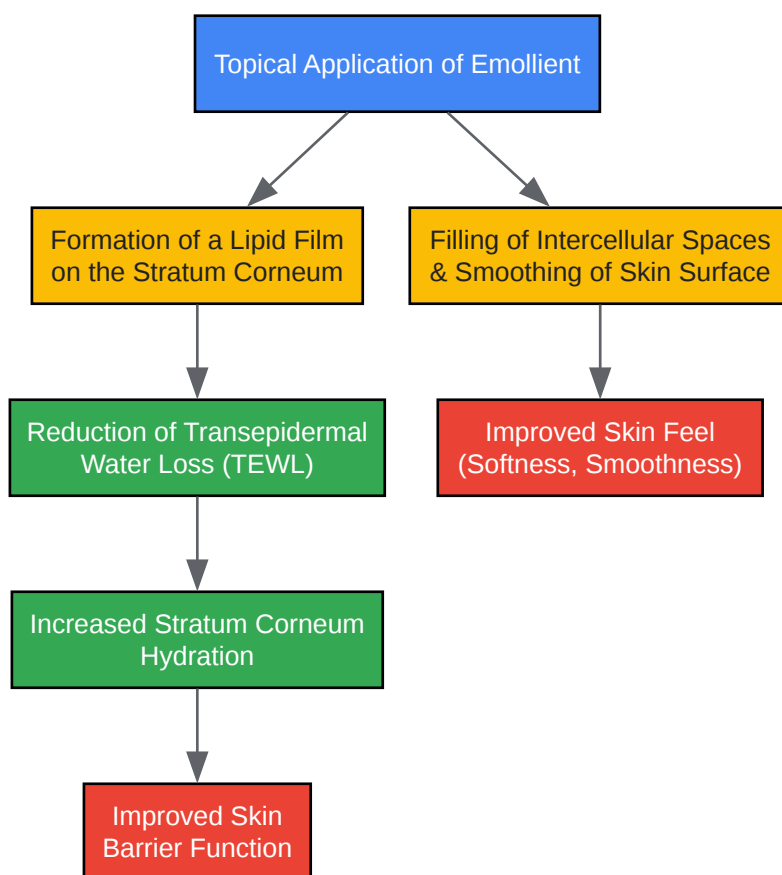 Topical Application of Emollient
Formation of a Lipid Film
on the Stratum Corneum
Filling of Intercellular Spaces
& Smoothing of Skin Surface
Reduction of Transepidermal
Water Loss (TEWL)
Improved Skin Feel
(Softness, Smoothness)
Increased Stratum Corneum
Hydration
Improved Skin
Barrier Function